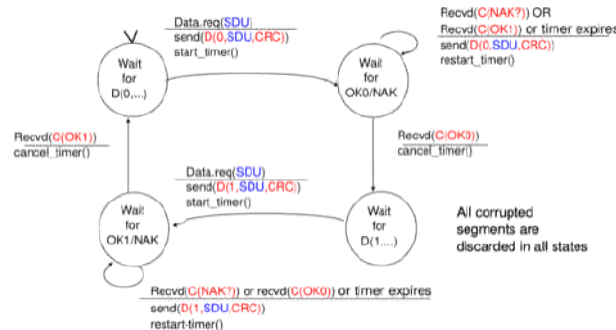 Data.req(SDU)
send(D(0,SDU,CRC))
start_timer()
Recvd(C(NAK?)) OR
Recvd(C(OK1)) or timer expires
send(D(0,SDU,CRC))
restart_timer()
Wait
for
D(0,...)
Wait
for
OK0/NAK
Recvd(C(OK1))
cancel_timer()
Recvd(C(OK0))
cancel_timer()
Data.req(SDU)
send(D(1,SDU,CRC))
start_timer()
Wait
for
OK1/NAK
Wait
for
D(1,...)
All corrupted
segments are
discarded in all states
Recvd(C(NAK?)) or recvd(C(OK0)) or timer expires
send(D(1,SDU.CRC))
restart-timer()